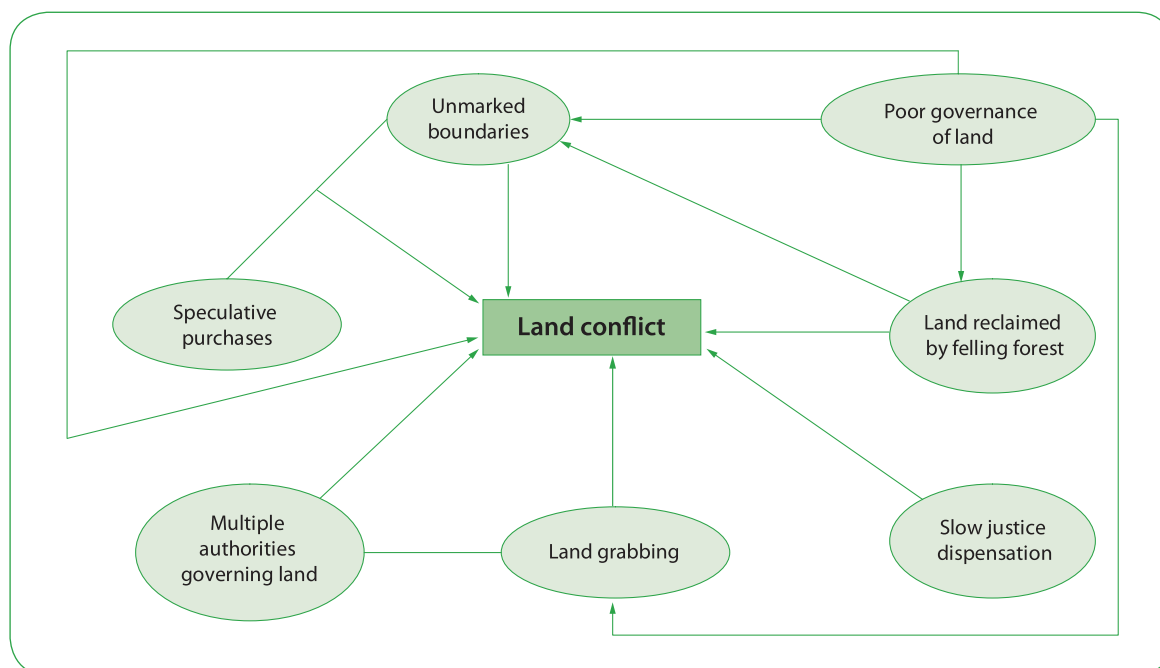 Unmarked
boundaries
Poor governance
of land
Speculative
purchases
Land conflict
Land reclaimed
by felling forest
Multiple
authorities
governing land
Land grabbing
Slow justice
dispensation